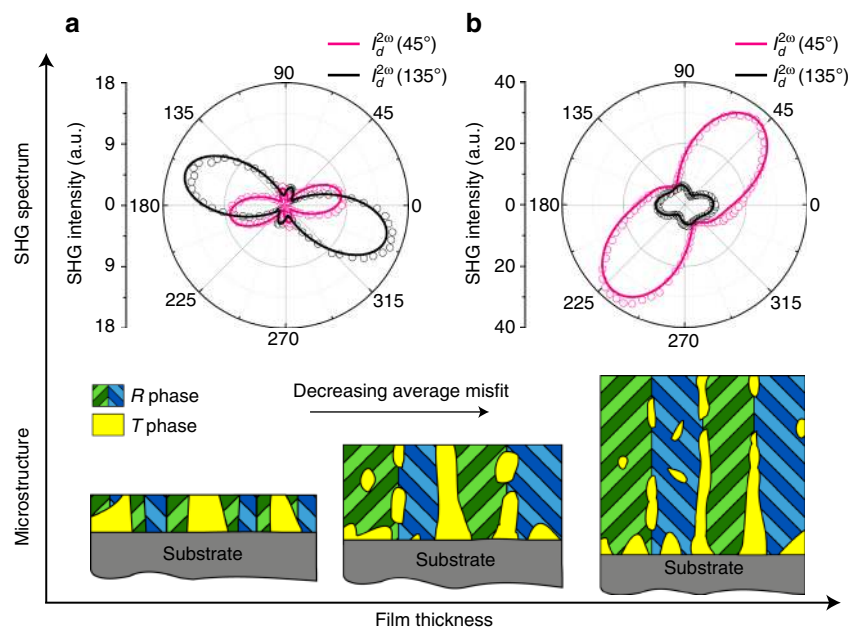 a
b
I_d^2ω (45°)
I_d^2ω (135°)
I_d^2ω (45°)
I_d^2ω (135°)
SHG spectrum
SHG intensity (a.u.)
18
9
0
9
18
90
45
0
315
270
225
180
135
SHG intensity (a.u.)
40
20
0
20
40
90
45
0
315
270
225
180
135
Microstructure
R phase
T phase
Decreasing average misfit
Substrate
Substrate
Substrate
Film thickness